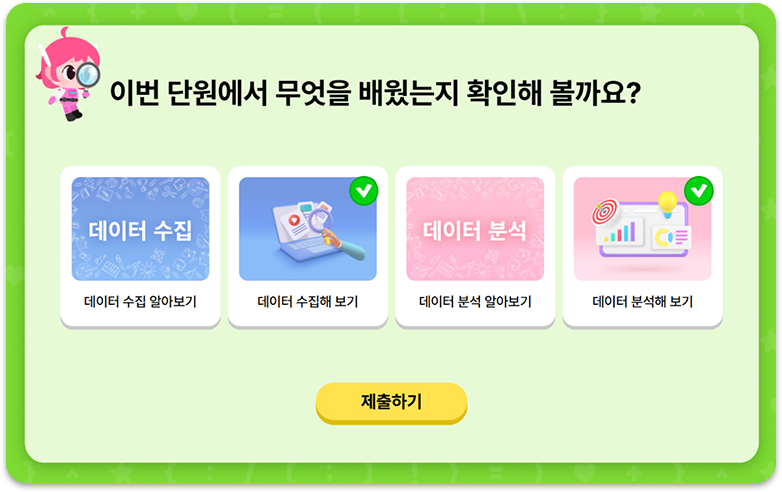 이번 단원에서 무엇을 배웠는지 확인해 볼까요?
데이터 수집
데이터 분석
데이터 수집 알아보기
데이터 수집해 보기
데이터 분석 알아보기
데이터 분석해 보기
제출하기